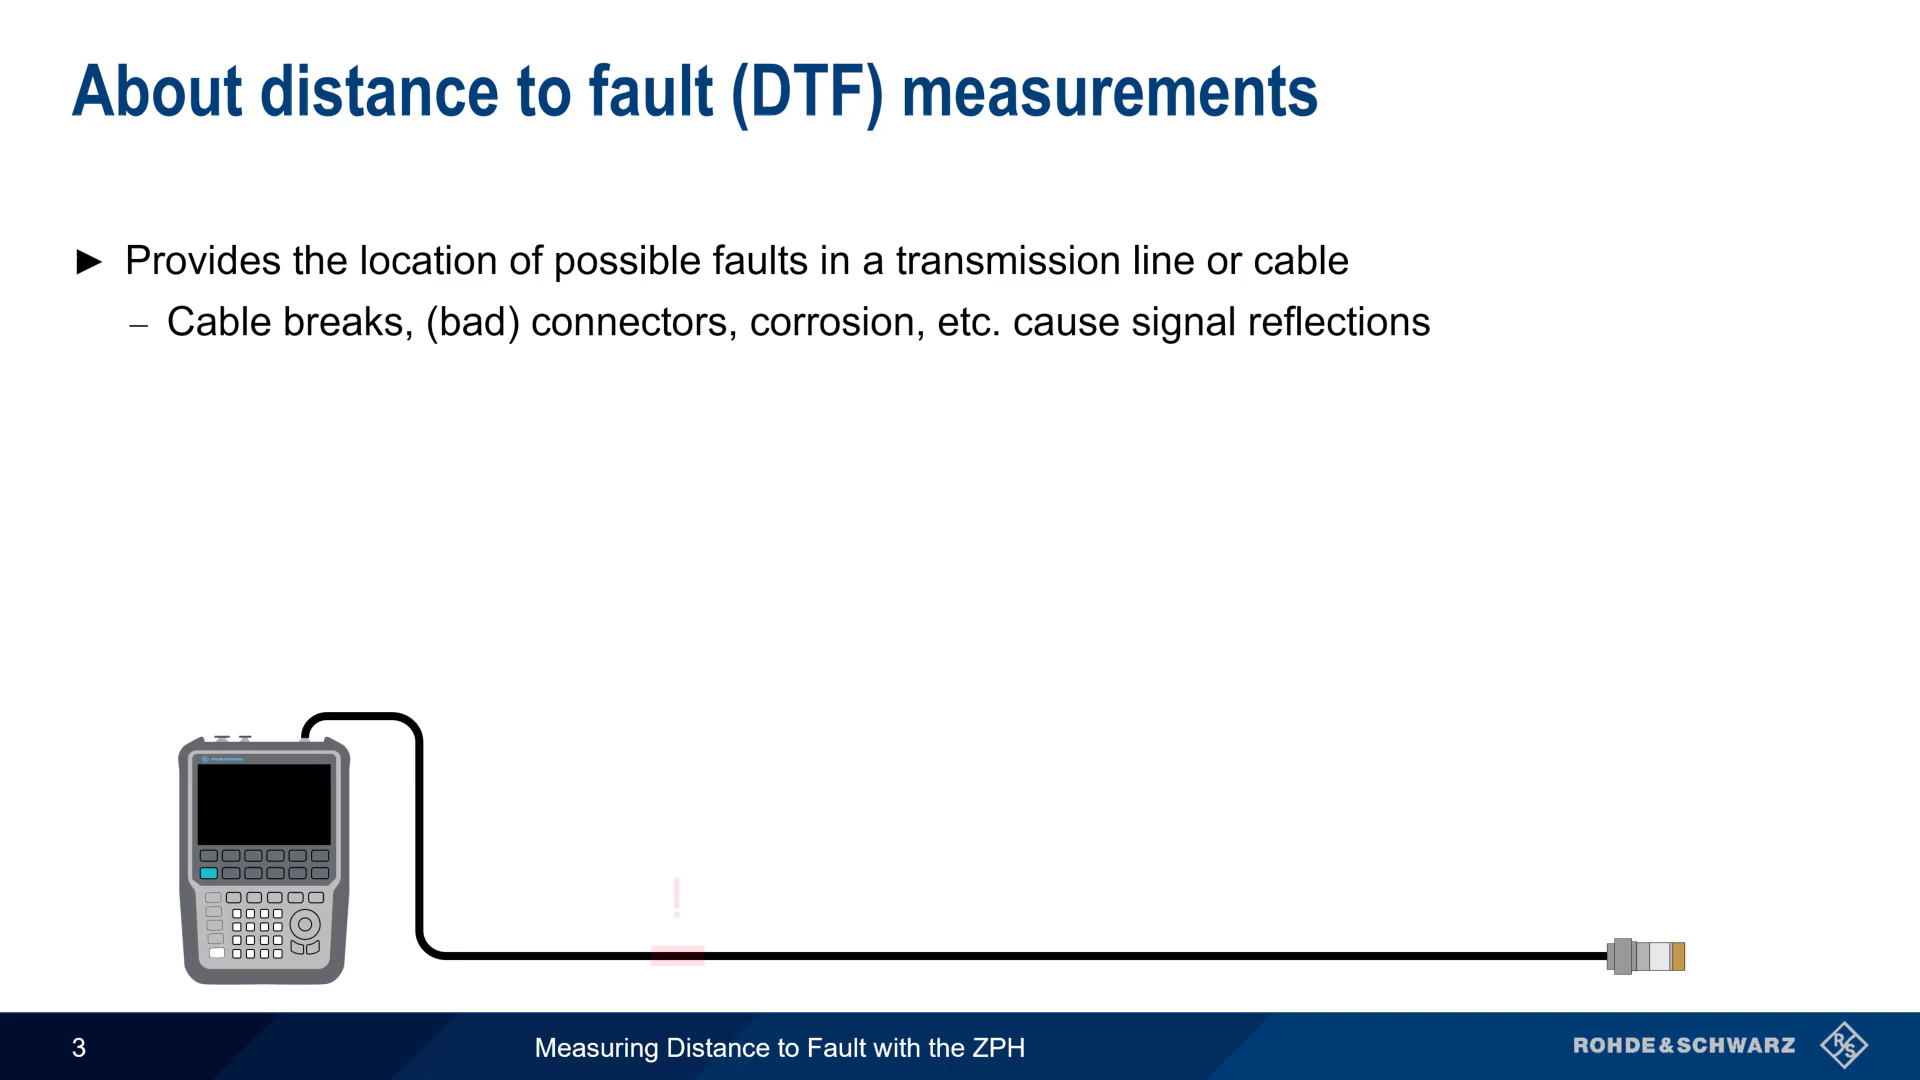 About distance to fault (DTF) measurements
► Provides the location of possible faults in a transmission line or cable
– Cable breaks, (bad) connectors, corrosion, etc. cause signal reflections
!
3
Measuring Distance to Fault with the ZPH
ROHDE&SCHWARZ
R&S